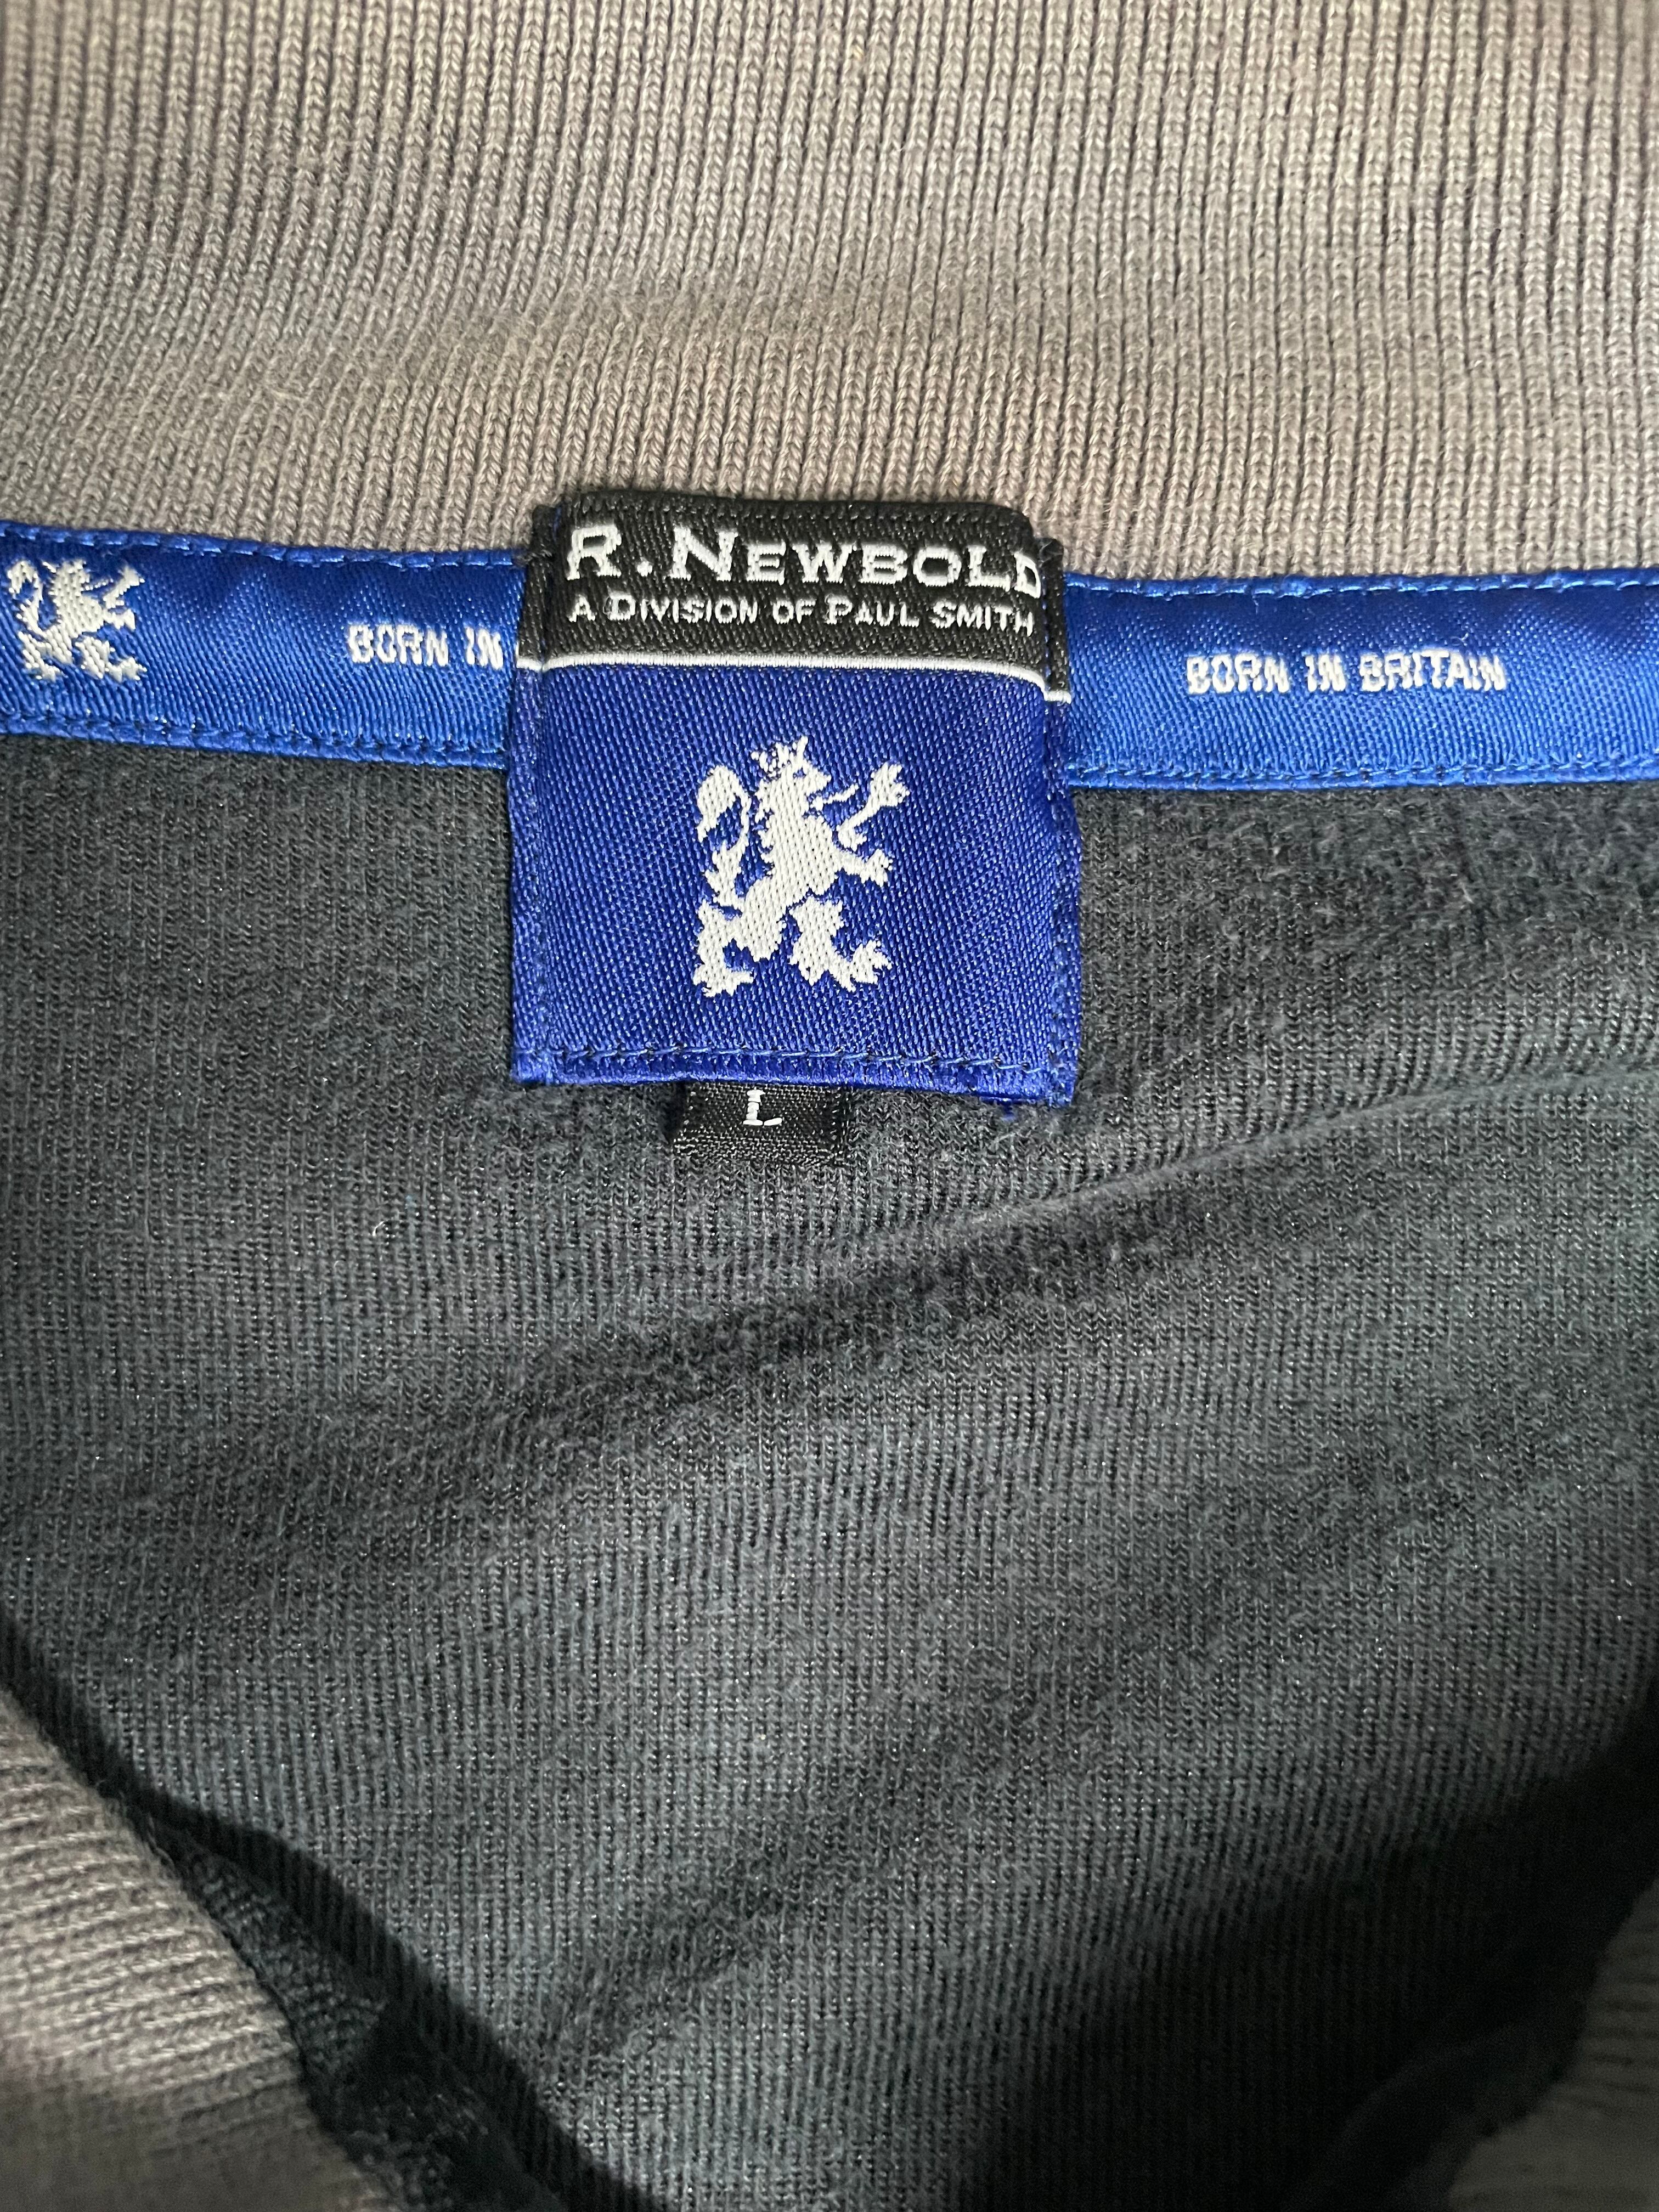 R. NEWBOLD
A DIVISION OF PAUL SMITH
BORN IN
BORN IN BRITAIN
L